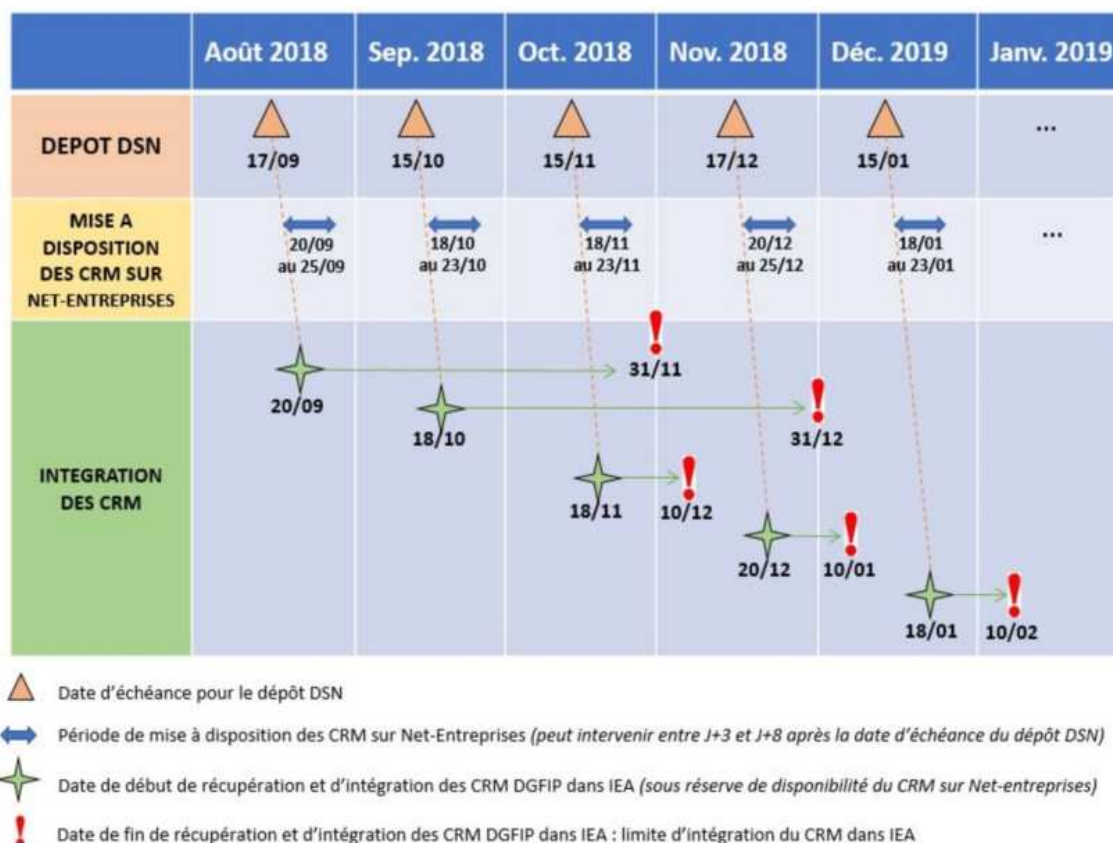 Août 2018 Sep. 2018 Oct. 2018 Nov. 2018 Déc. 2019 Janv. 2019
DEPOT DSN
17/09 15/10 15/11 17/12 15/01 ...
MISE A
DISPOSITION
DES CRM SUR
NET-ENTREPRISES
20/09 18/10 18/11 20/12 18/01 ...
au 25/09 au 23/10 au 23/11 au 25/12 au 23/01
INTEGRATION
DES CRM
20/09 31/11
18/10 31/12
18/11 10/12
20/12 10/01
18/01 10/02
Date d'échéance pour le dépôt DSN
Période de mise à disposition des CRM sur Net-Entreprises (peut intervenir entre J+3 et J+8 après la date d'échéance du dépôt DSN)
Date de début de récupération et d'intégration des CRM DGFIP dans IEA (sous réserve de disponibilité du CRM sur Net-entreprises)
Date de fin de récupération et d'intégration des CRM DGFIP dans IEA : limite d'intégration du CRM dans IEA